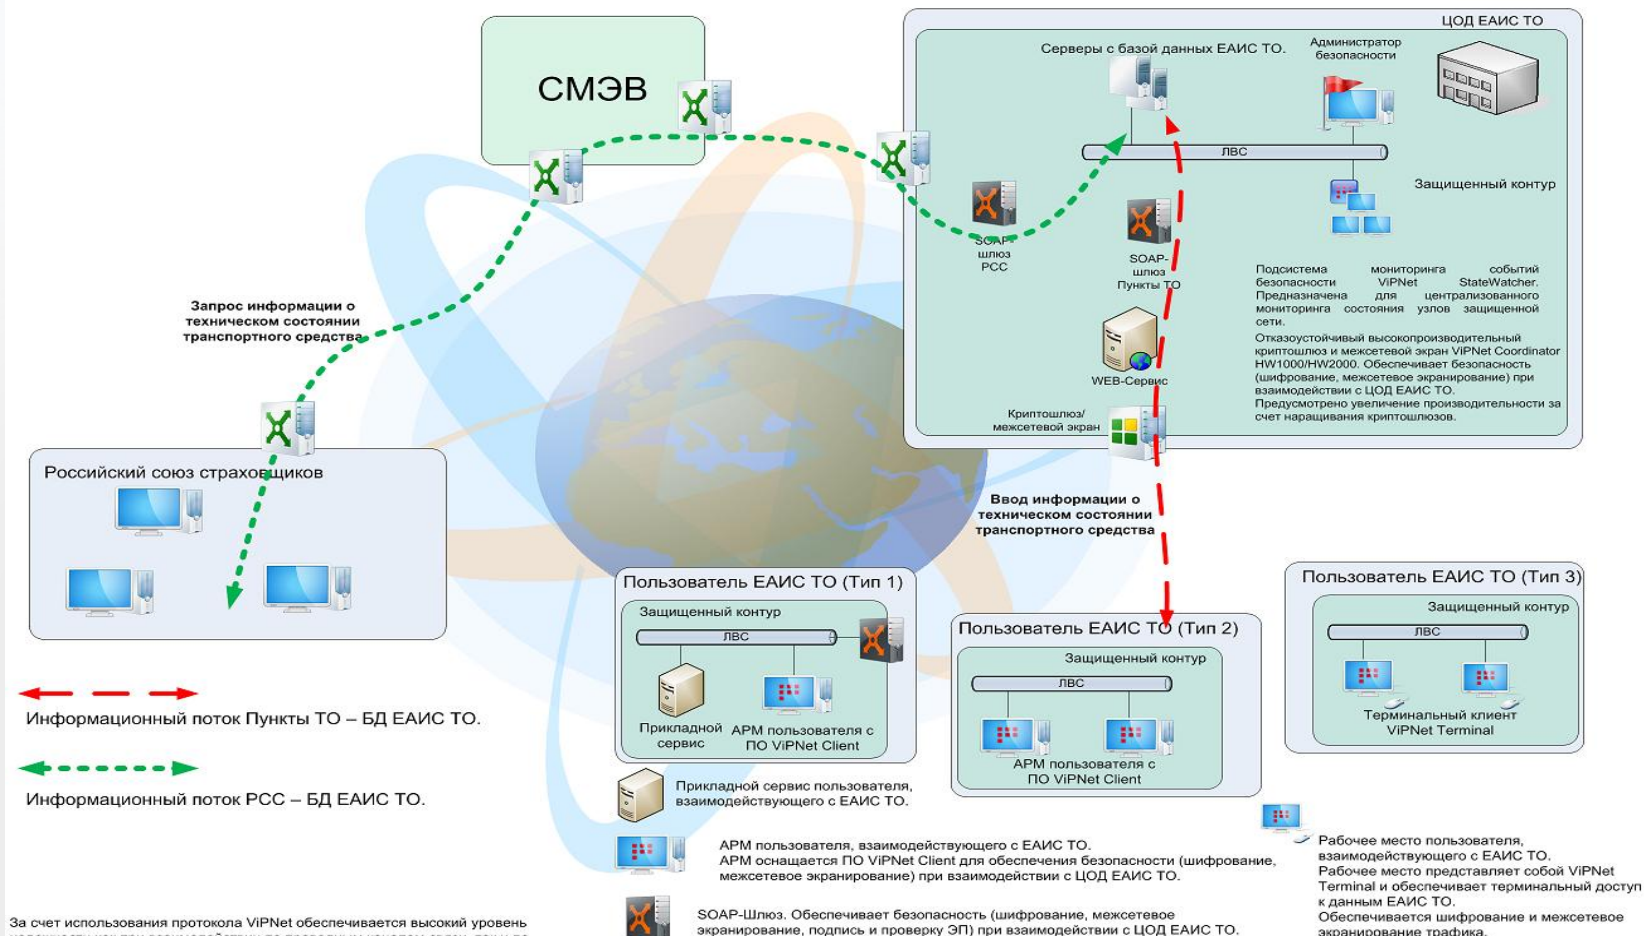 СМЭВ
ЦОД ЕАИС ТО
Серверы с базой данных ЕАИС ТО.
Администратор
безопасности
ЛВС
Защищенный контур
SOAP-
шлюз
РСС
SOAP-
шлюз
Пункты ТО
WEB-Сервис
Криптошлюз/
межсетевой экран
Подсистема мониторинга событий
безопасности ViPNet StateWatcher.
Предназначена для централизованного
мониторинга состояния узлов защищенной
сети.
Отказоустойчивый высокопроизводительный
криптошлюз и межсетевой экран ViPNet Coordinator
HW1000/HW2000. Обеспечивает безопасность
(шифрование, межсетевое экранирование) при
взаимодействии с ЦОД ЕАИС ТО.
Предусмотрено увеличение производительности за
счет наращивания криптошлюзов.
Запрос информации о
техническом состоянии
транспортного средства
Российский союз страховщиков
Ввод информации о
техническом состоянии
транспортного средства
Пользователь ЕАИС ТО (Тип 1)
Защищенный контур
ЛВС
Прикладной
сервис
АРМ пользователя с
ПО ViPNet Client
Пользователь ЕАИС ТО (Тип 2)
Защищенный контур
ЛВС
АРМ пользователя с
ПО ViPNet Client
Пользователь ЕАИС ТО (Тип 3)
Защищенный контур
ЛВС
Терминальный клиент
ViPNet Terminal
Информационный поток Пункты ТО – БД ЕАИС ТО.
Информационный поток РСС – БД ЕАИС ТО.
Прикладной сервис пользователя,
взаимодействующего с ЕАИС ТО.
АРМ пользователя, взаимодействующего с ЕАИС ТО.
АРМ оснащается ПО ViPNet Client для обеспечения безопасности (шифрование,
межсетевое экранирование) при взаимодействии с ЦОД ЕАИС ТО.
SOAP-Шлюз. Обеспечивает безопасность (шифрование, межсетевое
экранирование, подпись и проверку ЭП) при взаимодействии с ЦОД ЕАИС ТО.
Рабочее место пользователя,
взаимодействующего с ЕАИС ТО.
Рабочее место представляет собой ViPNet
Terminal и обеспечивает терминальный доступ
к данным ЕАИС ТО.
Обеспечивается шифрование и межсетевое
экранирование трафика.
За счет использования протокола ViPNet обеспечивается высокий уровень